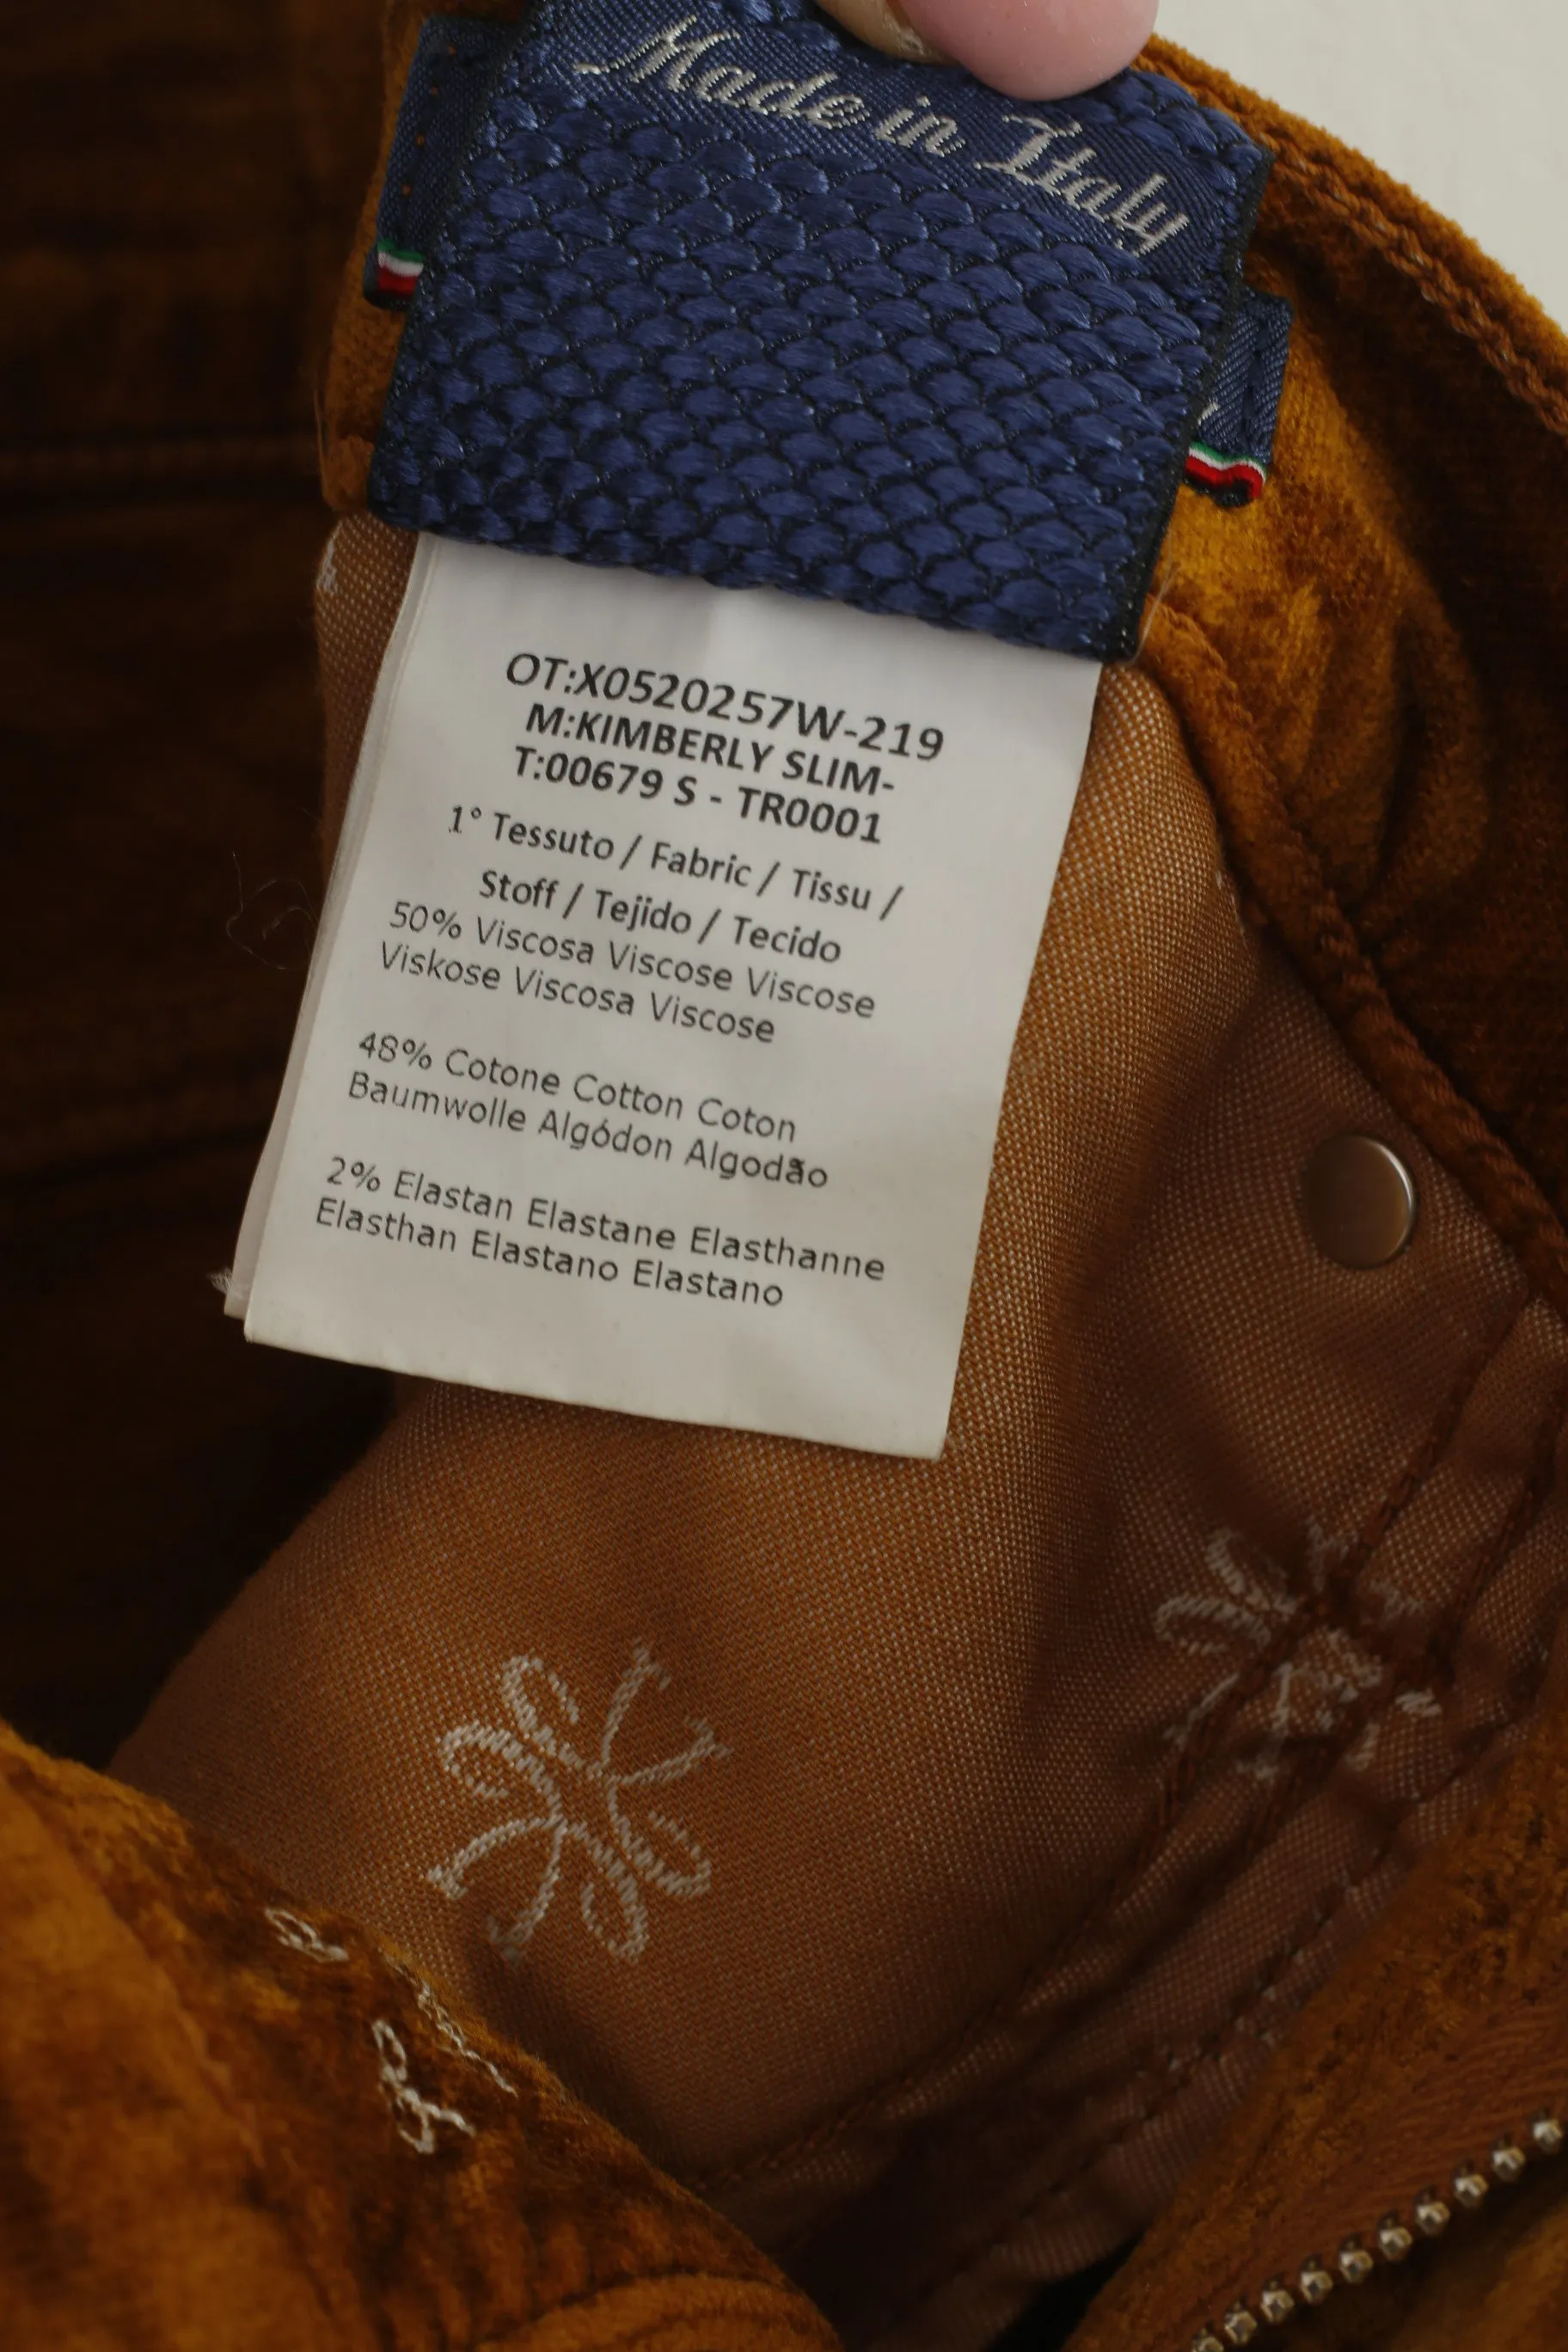 Made in Italy
OT:X0520257W-219
M:KIMBERLY SLIM-
T:00679 S - TR0001
1° Tessuto / Fabric / Tissu /
Stoff / Tejido / Tecido
50% Viscosa Viscose Viscose
Viskose Viscosa Viscose
48% Cotone Cotton Coton
Baumwolle Algódon Algodão
2% Elastan Elastane Elasthanne
Elasthan Elastano Elastano